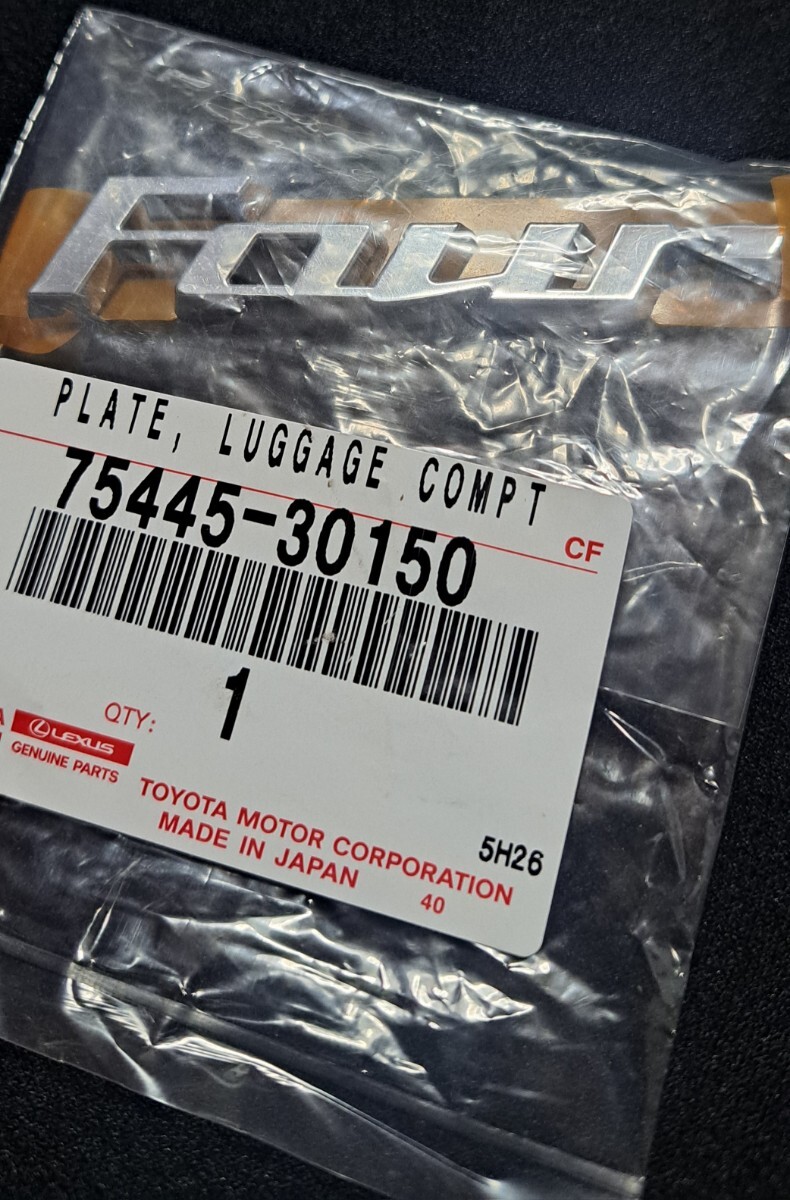 Four
PLATE, LUGGAGE COMPT
75445-30150
CF
QTY: 1
LEXUS
GENUINE PARTS
TOYOTA MOTOR CORPORATION
MADE IN JAPAN
40
5H26